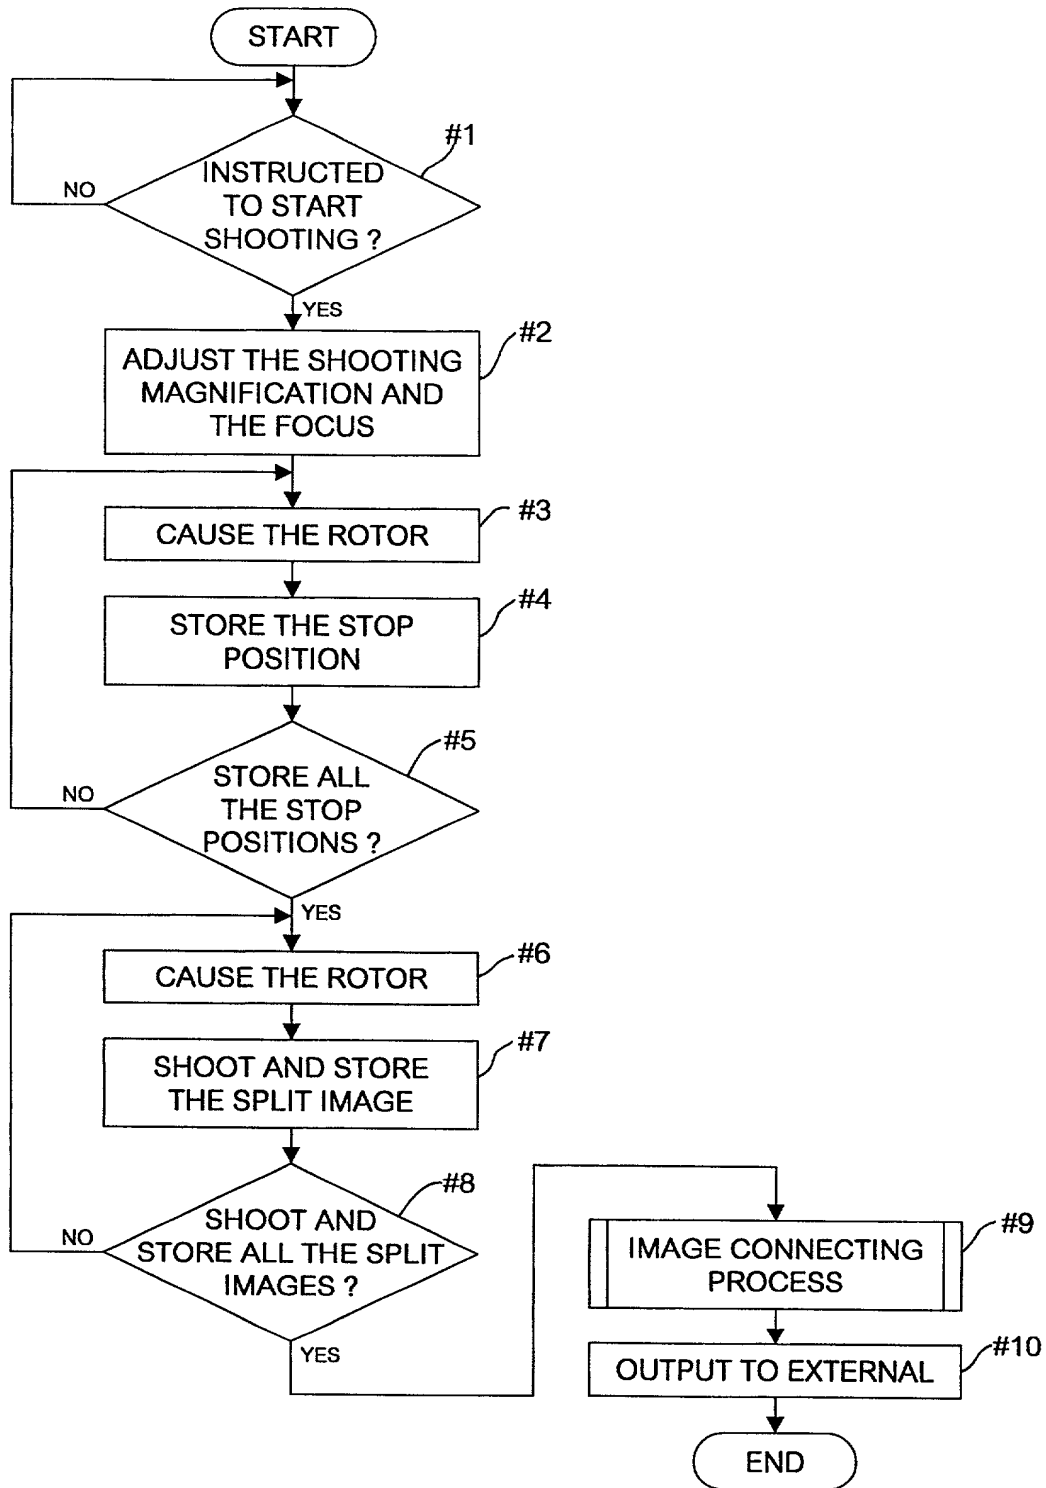 START
#1
INSTRUCTED
TO START
SHOOTING ?
NO
YES
#2
ADJUST THE SHOOTING
MAGNIFICATION AND
THE FOCUS
#3
CAUSE THE ROTOR
#4
STORE THE STOP
POSITION
#5
STORE ALL
THE STOP
POSITIONS ?
NO
YES
#6
CAUSE THE ROTOR
#7
SHOOT AND STORE
THE SPLIT IMAGE
#8
SHOOT AND
STORE ALL THE SPLIT
IMAGES ?
NO
YES
#9
IMAGE CONNECTING
PROCESS
#10
OUTPUT TO EXTERNAL
END